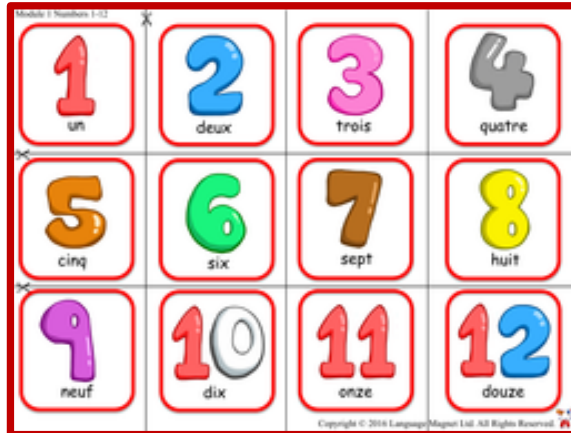 Module 1 Numbers 1-12
1 2 3 4
un deux trois quatre
5 6 7 8
cinq six sept huit
9 10 11 12
neuf dix onze douze
Copyright © 2016 Language Magnet Ltd. All Rights Reserved.